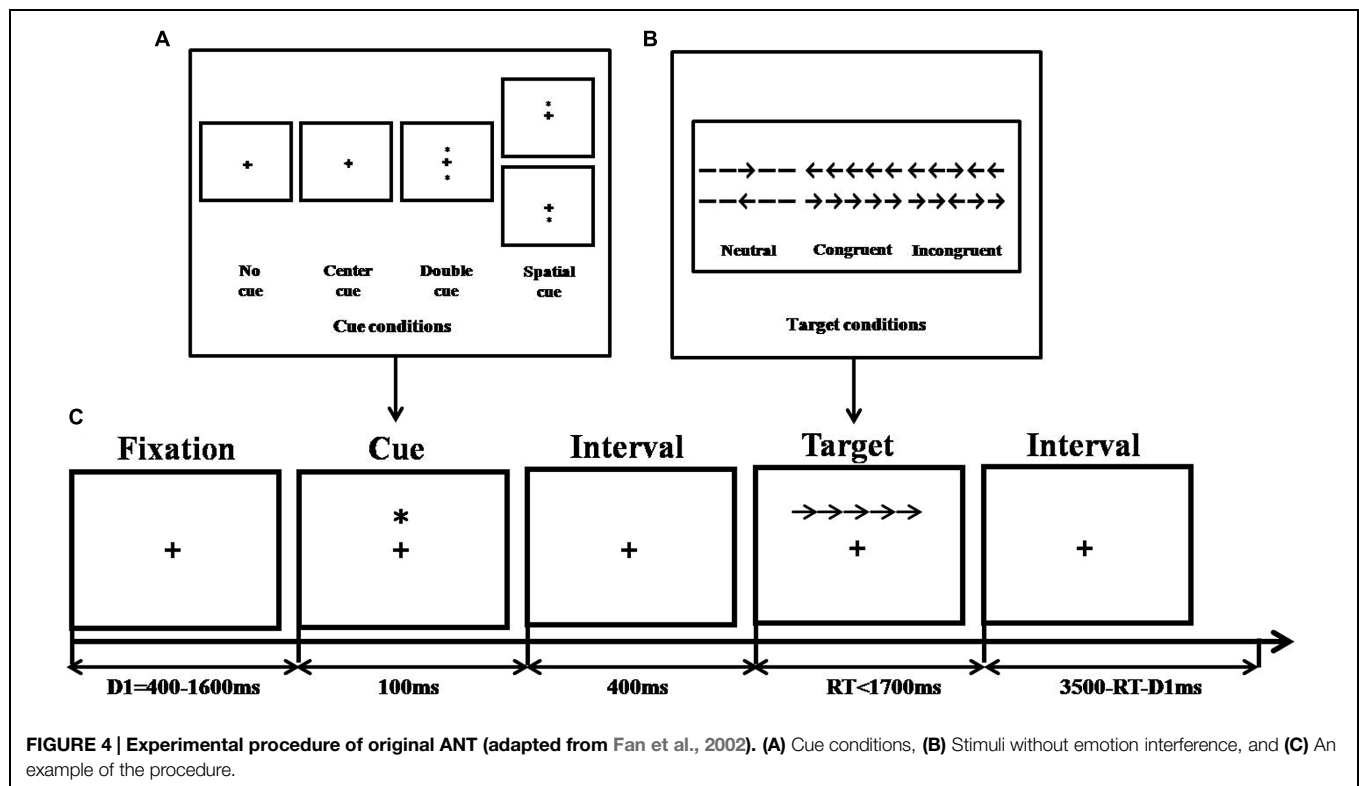 A
B
No cue
Center cue
Double cue
Spatial cue
Cue conditions
Neutral Congruent Incongruent
Target conditions
C
Fixation Cue Interval Target Interval
D1=400-1600ms 100ms 400ms RT<1700ms 3500-RT-D1ms
FIGURE 4 | Experimental procedure of original ANT (adapted from Fan et al., 2002). (A) Cue conditions, (B) Stimuli without emotion interference, and (C) An
example of the procedure.